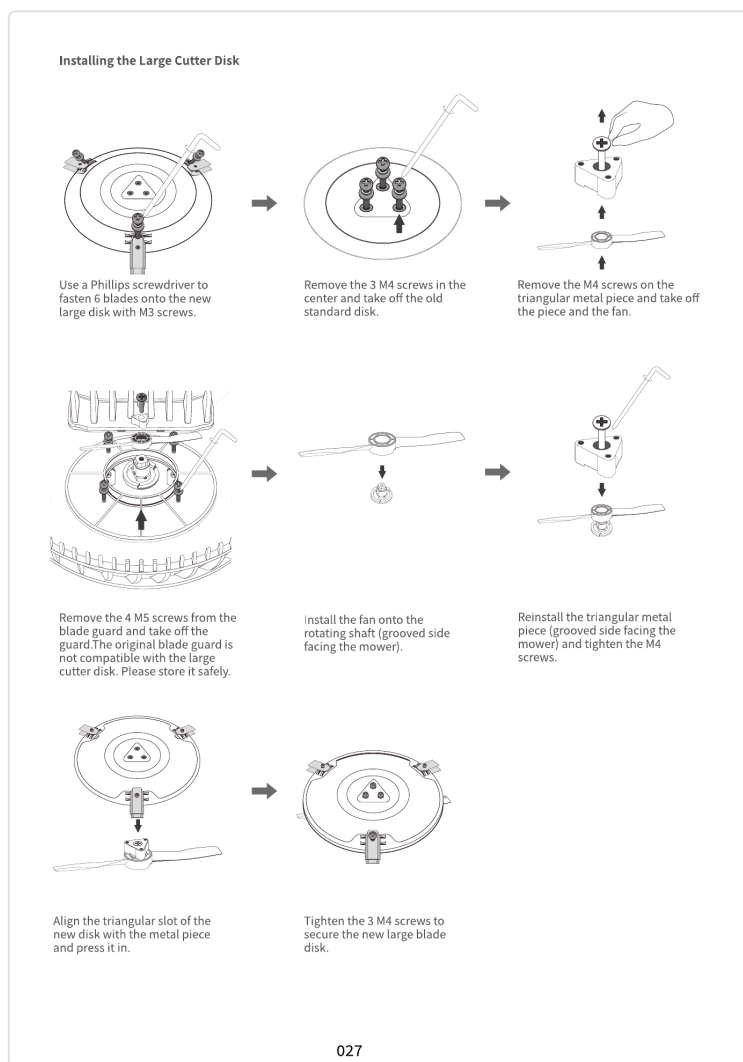 Installing the Large Cutter Disk
Use a Phillips screwdriver to
fasten 6 blades onto the new
large disk with M3 screws.
Remove the 3 M4 screws in the
center and take off the old
standard disk.
Remove the M4 screws on the
triangular metal piece and take off
the piece and the fan.
Remove the 4 M5 screws from the
blade guard and take off the
guard.The original blade guard is
not compatible with the large
cutter disk. Please store it safely.
Install the fan onto the
rotating shaft (grooved side
facing the mower).
Reinstall the triangular metal
piece (grooved side facing the
mower) and tighten the M4
screws.
Align the triangular slot of the
new disk with the metal piece
and press it in.
Tighten the 3 M4 screws to
secure the new large blade
disk.
027